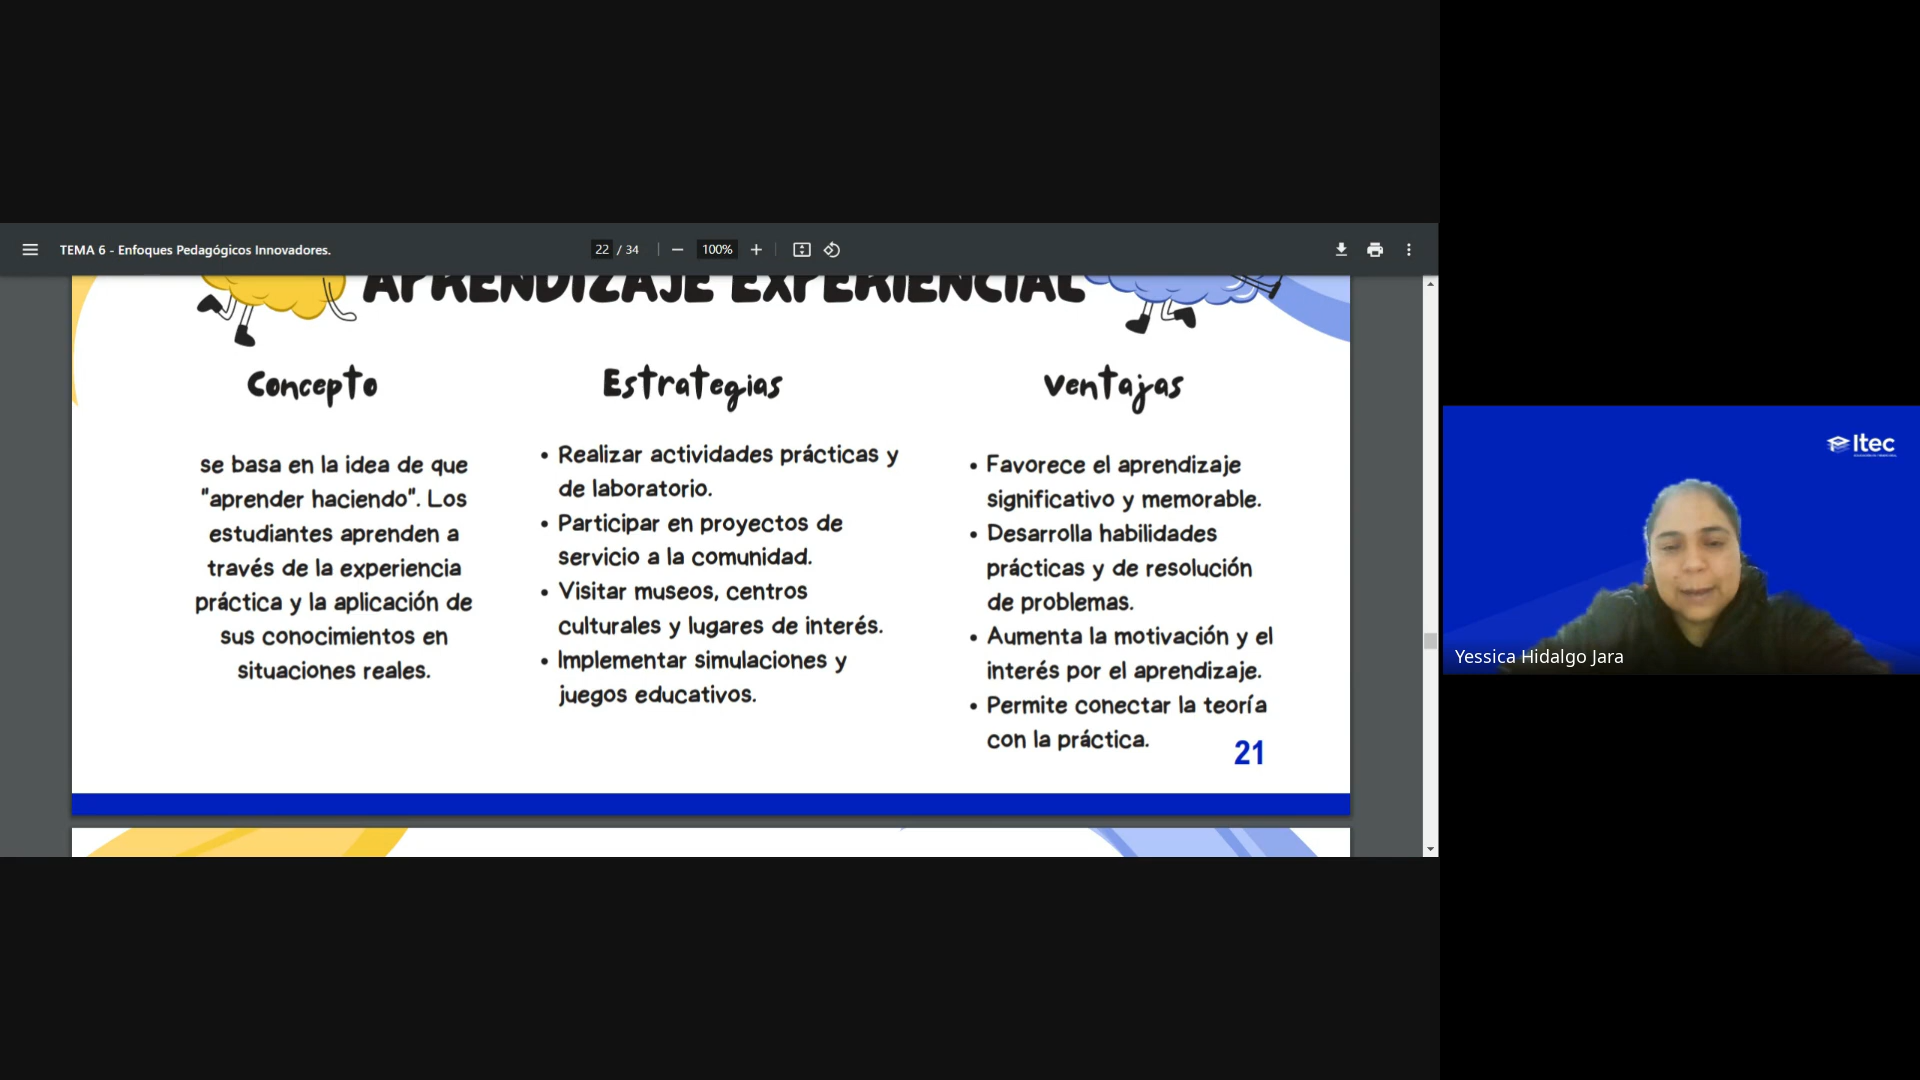 TEMA 6 - Enfoques Pedagógicos Innovadores.
22 / 34
100%
APRENDIZAJE EXPERIENCIAL
Concepto
se basa en la idea de que
"aprender haciendo". Los
estudiantes aprenden a
través de la experiencia
práctica y la aplicación de
sus conocimientos en
situaciones reales.
Estrategias
• Realizar actividades prácticas y
de laboratorio.
• Participar en proyectos de
servicio a la comunidad.
• Visitar museos, centros
culturales y lugares de interés.
• Implementar simulaciones y
juegos educativos.
Ventajas
• Favorece el aprendizaje
significativo y memorable.
• Desarrolla habilidades
prácticas y de resolución
de problemas.
• Aumenta la motivación y el
interés por el aprendizaje.
• Permite conectar la teoría
con la práctica.
21
Itec
Yessica Hidalgo Jara